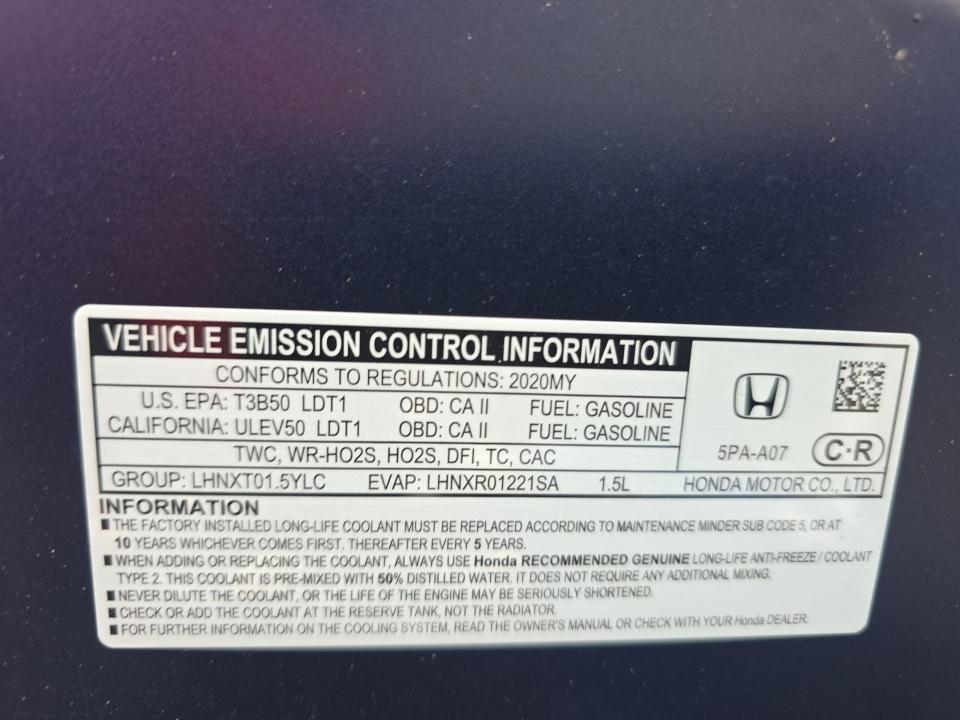 VEHICLE EMISSION CONTROL INFORMATION
CONFORMS TO REGULATIONS: 2020MY
U.S. EPA: T3B50 LDT1 OBD: CA II FUEL: GASOLINE
CALIFORNIA: ULEV50 LDT1 OBD: CA II FUEL: GASOLINE
TWC, WR-HO2S, HO2S, DFI, TC, CAC
5PA-A07 C·R
GROUP: LHNXT01.5YLC EVAP: LHNXR01221SA 1.5L HONDA MOTOR CO., LTD.
INFORMATION
■ THE FACTORY INSTALLED LONG-LIFE COOLANT MUST BE REPLACED ACCORDING TO MAINTENANCE MINDER SUB CODE 5, OR AT
10 YEARS WHICHEVER COMES FIRST. THEREAFTER EVERY 5 YEARS.
■ WHEN ADDING OR REPLACING THE COOLANT, ALWAYS USE Honda RECOMMENDED GENUINE LONG-LIFE ANTI-FREEZE / COOLANT
TYPE 2. THIS COOLANT IS PRE-MIXED WITH 50% DISTILLED WATER. IT DOES NOT REQUIRE ANY ADDITIONAL MIXING.
■ NEVER DILUTE THE COOLANT, OR THE LIFE OF THE ENGINE MAY BE SERIOUSLY SHORTENED.
■ CHECK OR ADD THE COOLANT AT THE RESERVE TANK, NOT THE RADIATOR.
■ FOR FURTHER INFORMATION ON THE COOLING SYSTEM, READ THE OWNER'S MANUAL OR CHECK WITH YOUR Honda DEALER.